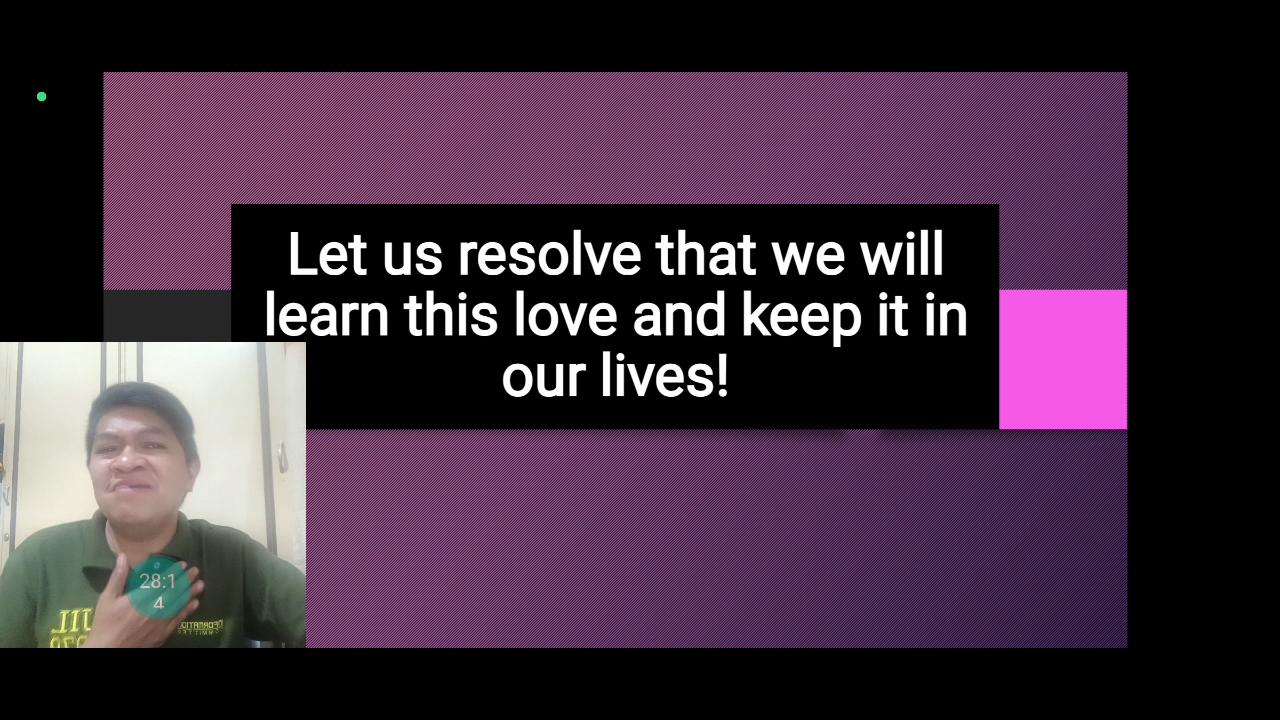 Let us resolve that we will
learn this love and keep it in
our lives!
28:1
4